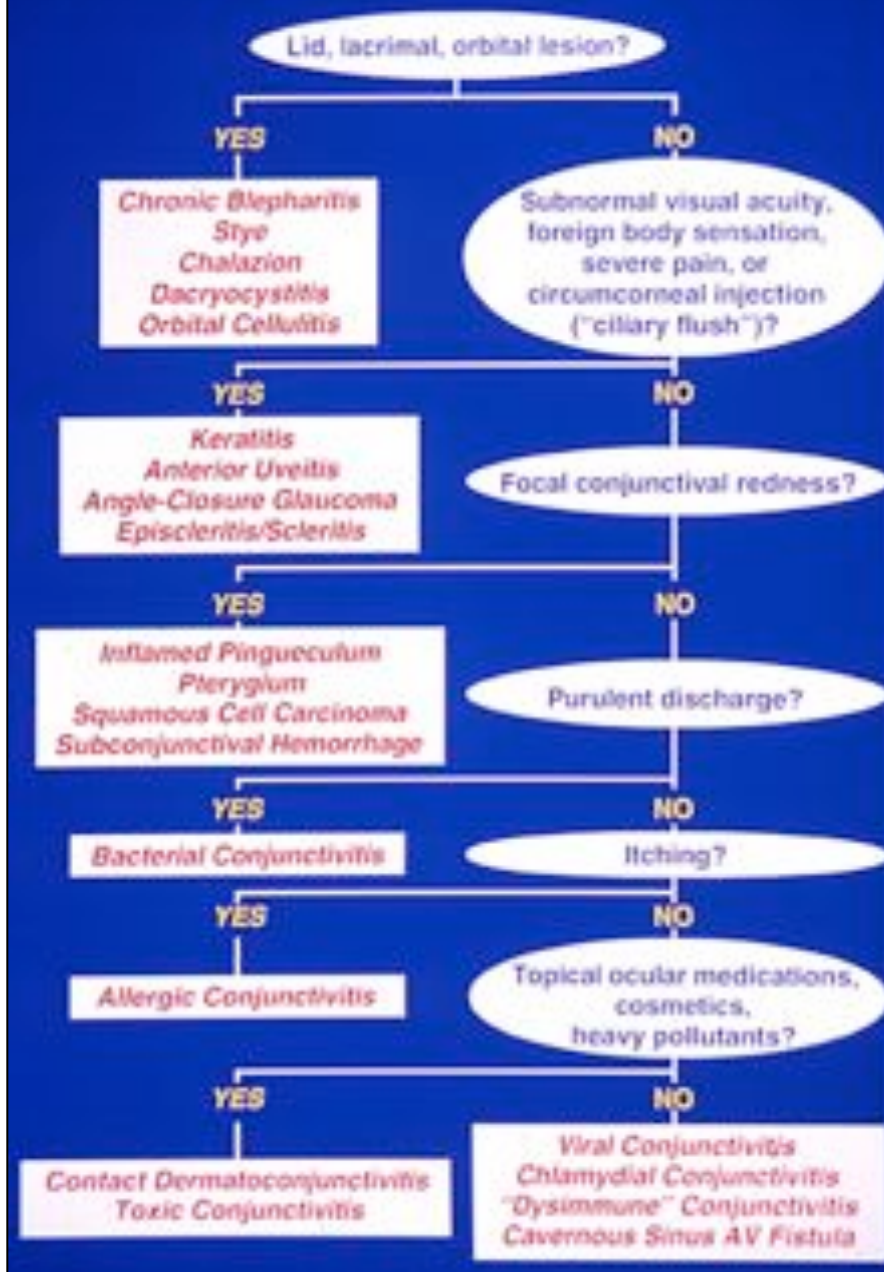 Lid, lacrimal, orbital lesion?
YES
NO
Chronic Blepharitis
Stye
Chalazion
Dacryocystitis
Orbital Cellulitis
Subnormal visual acuity,
foreign body sensation,
severe pain, or
circumcorneal injection
("ciliary flush")?
YES
NO
Keratitis
Anterior Uveitis
Angle-Closure Glaucoma
Episcleritis/Scleritis
Focal conjunctival redness?
YES
NO
Inflamed Pingueculum
Pterygium
Squamous Cell Carcinoma
Subconjunctival Hemorrhage
Purulent discharge?
YES
NO
Bacterial Conjunctivitis
Itching?
YES
NO
Allergic Conjunctivitis
Topical ocular medications,
cosmetics,
heavy pollutants?
YES
NO
Contact Dermatoconjunctivitis
Toxic Conjunctivitis
Viral Conjunctivitis
Chlamydial Conjunctivitis
"Dysimmune" Conjunctivitis
Cavernous Sinus AV Fistula